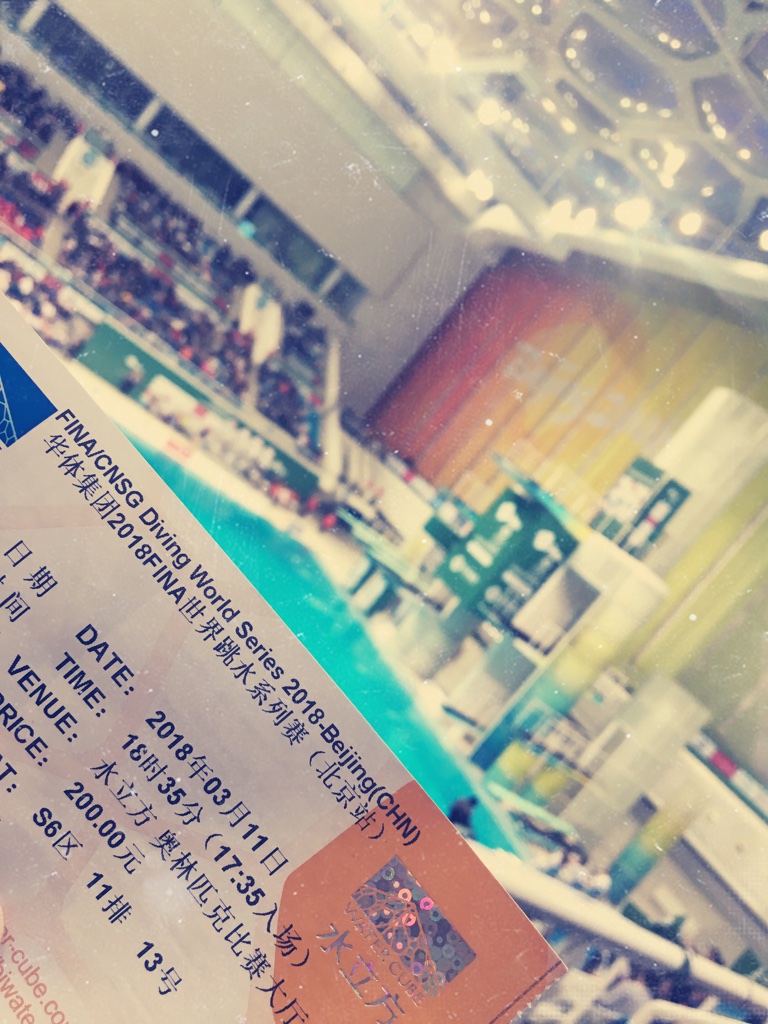 FINA/CNSG Diving World Series 2018-Beijing(CHN)
华体集团2018FINA世界跳水系列赛（北京站）
日期 DATE: 2018年03月11日
间 TIME: 18时35分（17:35入场）
VENUE: 水立方 奥林匹克比赛大厅
PRICE: 200.00元
AT: S6区 11排 13号
WATER CUBE
水立方
r-cube.co